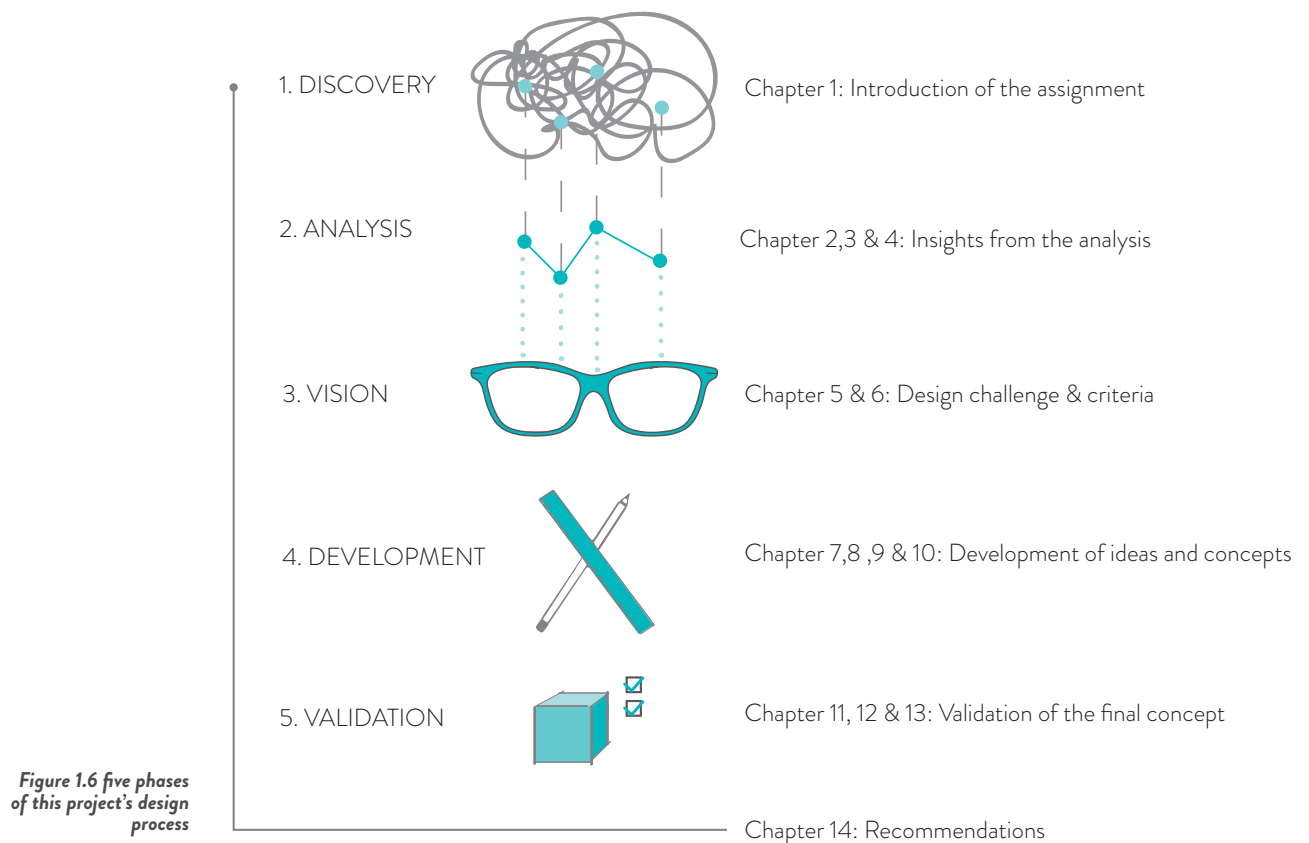 1. DISCOVERY
Chapter 1: Introduction of the assignment
2. ANALYSIS
Chapter 2,3 & 4: Insights from the analysis
3. VISION
Chapter 5 & 6: Design challenge & criteria
4. DEVELOPMENT
Chapter 7,8 ,9 & 10: Development of ideas and concepts
5. VALIDATION
Chapter 11, 12 & 13: Validation of the final concept
Figure 1.6 five phases
of this project's design
process
Chapter 14: Recommendations